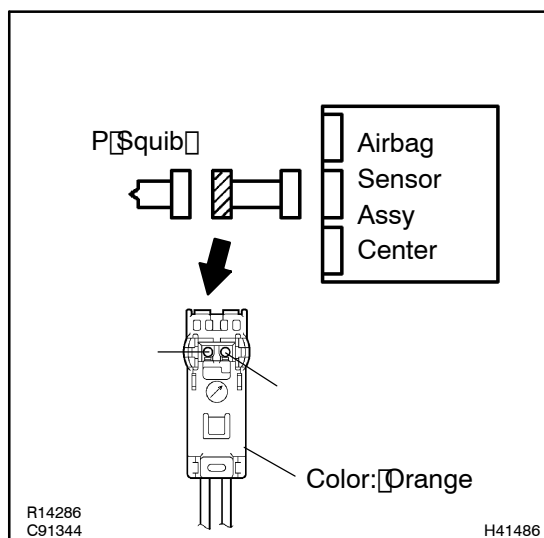 P Squib
Airbag
Sensor
Assy
Center
Color: Orange
R14286
C91344
H41486